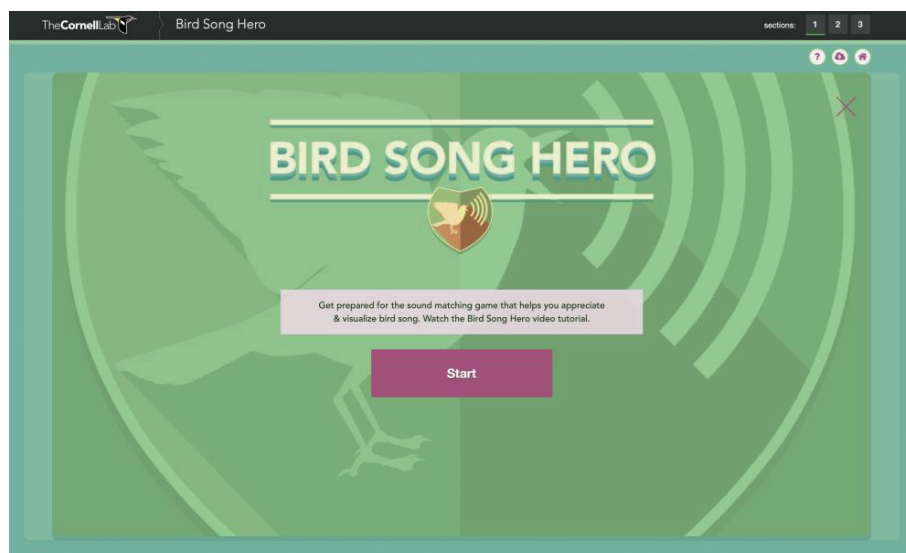 TheCornellLab
Bird Song Hero
sections: 1 2 3
?
BIRD SONG HERO
Get prepared for the sound matching game that helps you appreciate
& visualize bird song. Watch the Bird Song Hero video tutorial.
Start